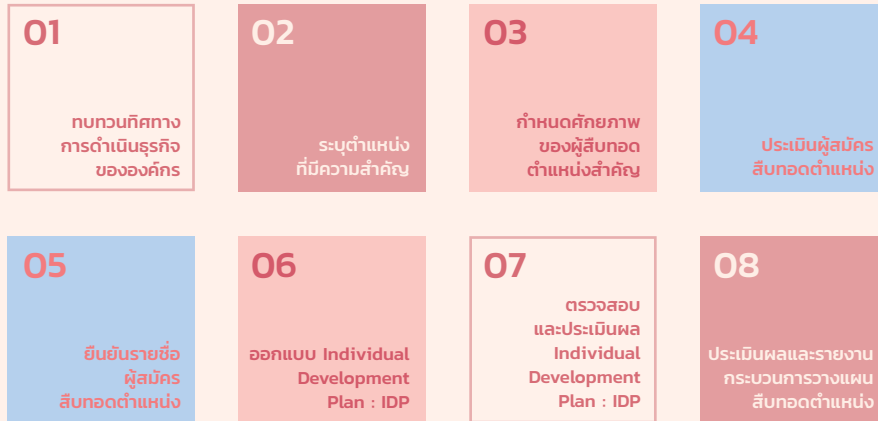 01
ทบทวนทิศทาง
การดำเนินธุรกิจ
ขององค์กร
02
ระบุตำแหน่ง
ที่มีความสำคัญ
03
กำหนดศักยภาพ
ของผู้สืบทอด
ตำแหน่งสำคัญ
04
ประเมินผู้สมัคร
สืบทอดตำแหน่ง
05
ยืนยันรายชื่อ
ผู้สมัคร
สืบทอดตำแหน่ง
06
ออกแบบ Individual
Development
Plan : IDP
07
ตรวจสอบ
และประเมินผล
Individual
Development
Plan : IDP
08
ประเมินผลและรายงาน
กระบวนการวางแผน
สืบทอดตำแหน่ง